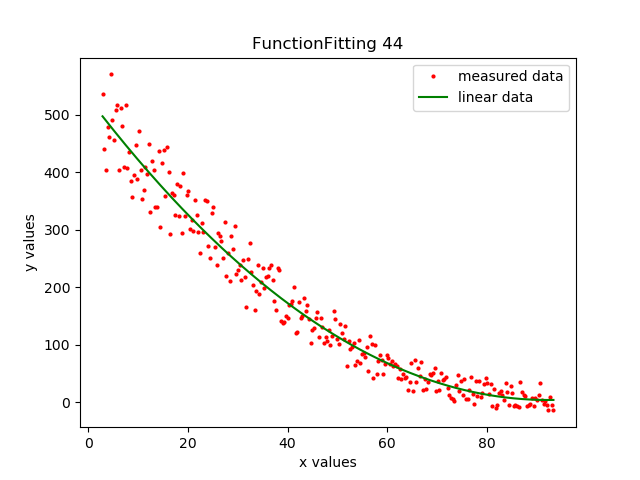 FunctionFitting 44
measured data
linear data
y values
500
400
300
200
100
0
0 20 40 60 80
x values